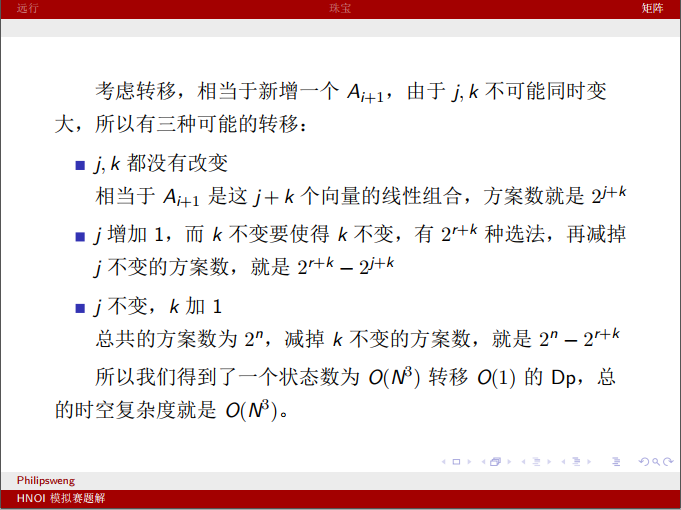 远行 珠宝 矩阵
考虑转移，相当于新增一个 A_{i+1}，由于 j, k 不可能同时变
大，所以有三种可能的转移：
j, k 都没有改变
相当于 A_{i+1} 是这 j + k 个向量的线性组合，方案数就是 2^{j+k}
j 增加 1，而 k 不变要使得 k 不变，有 2^{r+k} 种选法，再减掉
j 不变的方案数，就是 2^{r+k} − 2^{j+k}
j 不变，k 加 1
总共的方案数为 2^n，减掉 k 不变的方案数，就是 2^n − 2^{r+k}
所以我们得到了一个状态数为 O(N^3) 转移 O(1) 的 Dp，总
的时空复杂度就是 O(N^3)。
Philipsweng
HNOI 模拟赛题解